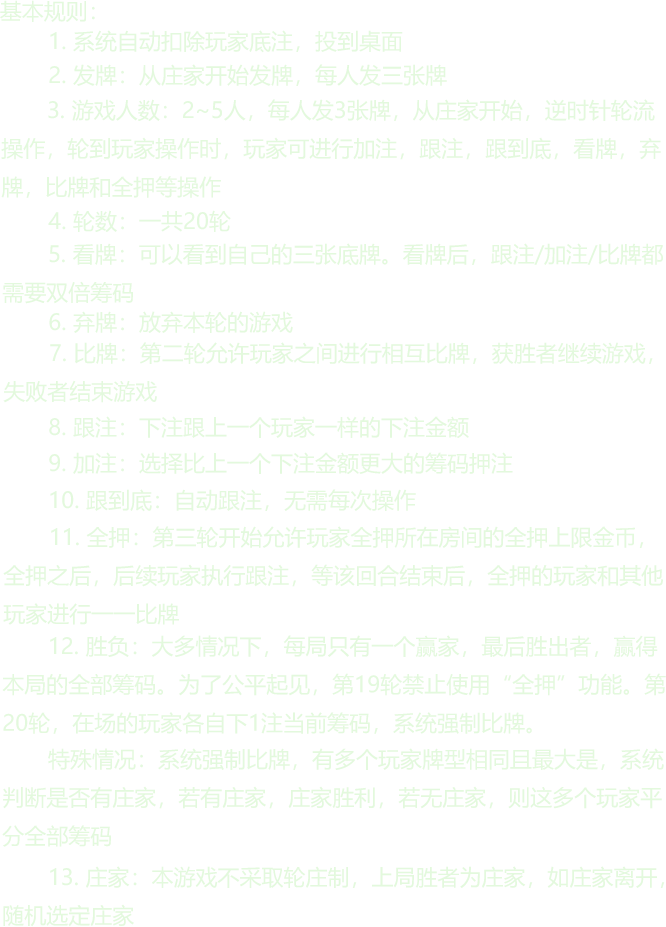 基本规则：
1. 系统自动扣除玩家底注，投到桌面
2. 发牌：从庄家开始发牌，每人发三张牌
3. 游戏人数：2~5人，每人发3张牌，从庄家开始，逆时针轮流
操作，轮到玩家操作时，玩家可进行加注，跟注，跟到底，看牌，弃
牌，比牌和全押等操作
4. 轮数：一共20轮
5. 看牌：可以看到自己的三张底牌。看牌后，跟注/加注/比牌都
需要双倍筹码
6. 弃牌：放弃本轮的游戏
7. 比牌：第二轮允许玩家之间进行相互比牌，获胜者继续游戏，
失败者结束游戏
8. 跟注：下注跟上一个玩家一样的下注金额
9. 加注：选择比上一个下注金额更大的筹码押注
10. 跟到底：自动跟注，无需每次操作
11. 全押：第三轮开始允许玩家全押所在房间的全押上限金币，
全押之后，后续玩家执行跟注，等该回合结束后，全押的玩家和其他
玩家进行一一比牌
12. 胜负：大多情况下，每局只有一个赢家，最后胜出者，赢得
本局的全部筹码。为了公平起见，第19轮禁止使用“全押”功能。第
20轮，在场的玩家各自下1注当前筹码，系统强制比牌。
特殊情况：系统强制比牌，有多个玩家牌型相同且最大是，系统
判断是否有庄家，若有庄家，庄家胜利，若无庄家，则这多个玩家平
分全部筹码
13. 庄家：本游戏不采取轮庄制，上局胜者为庄家，如庄家离开，
随机选定庄家